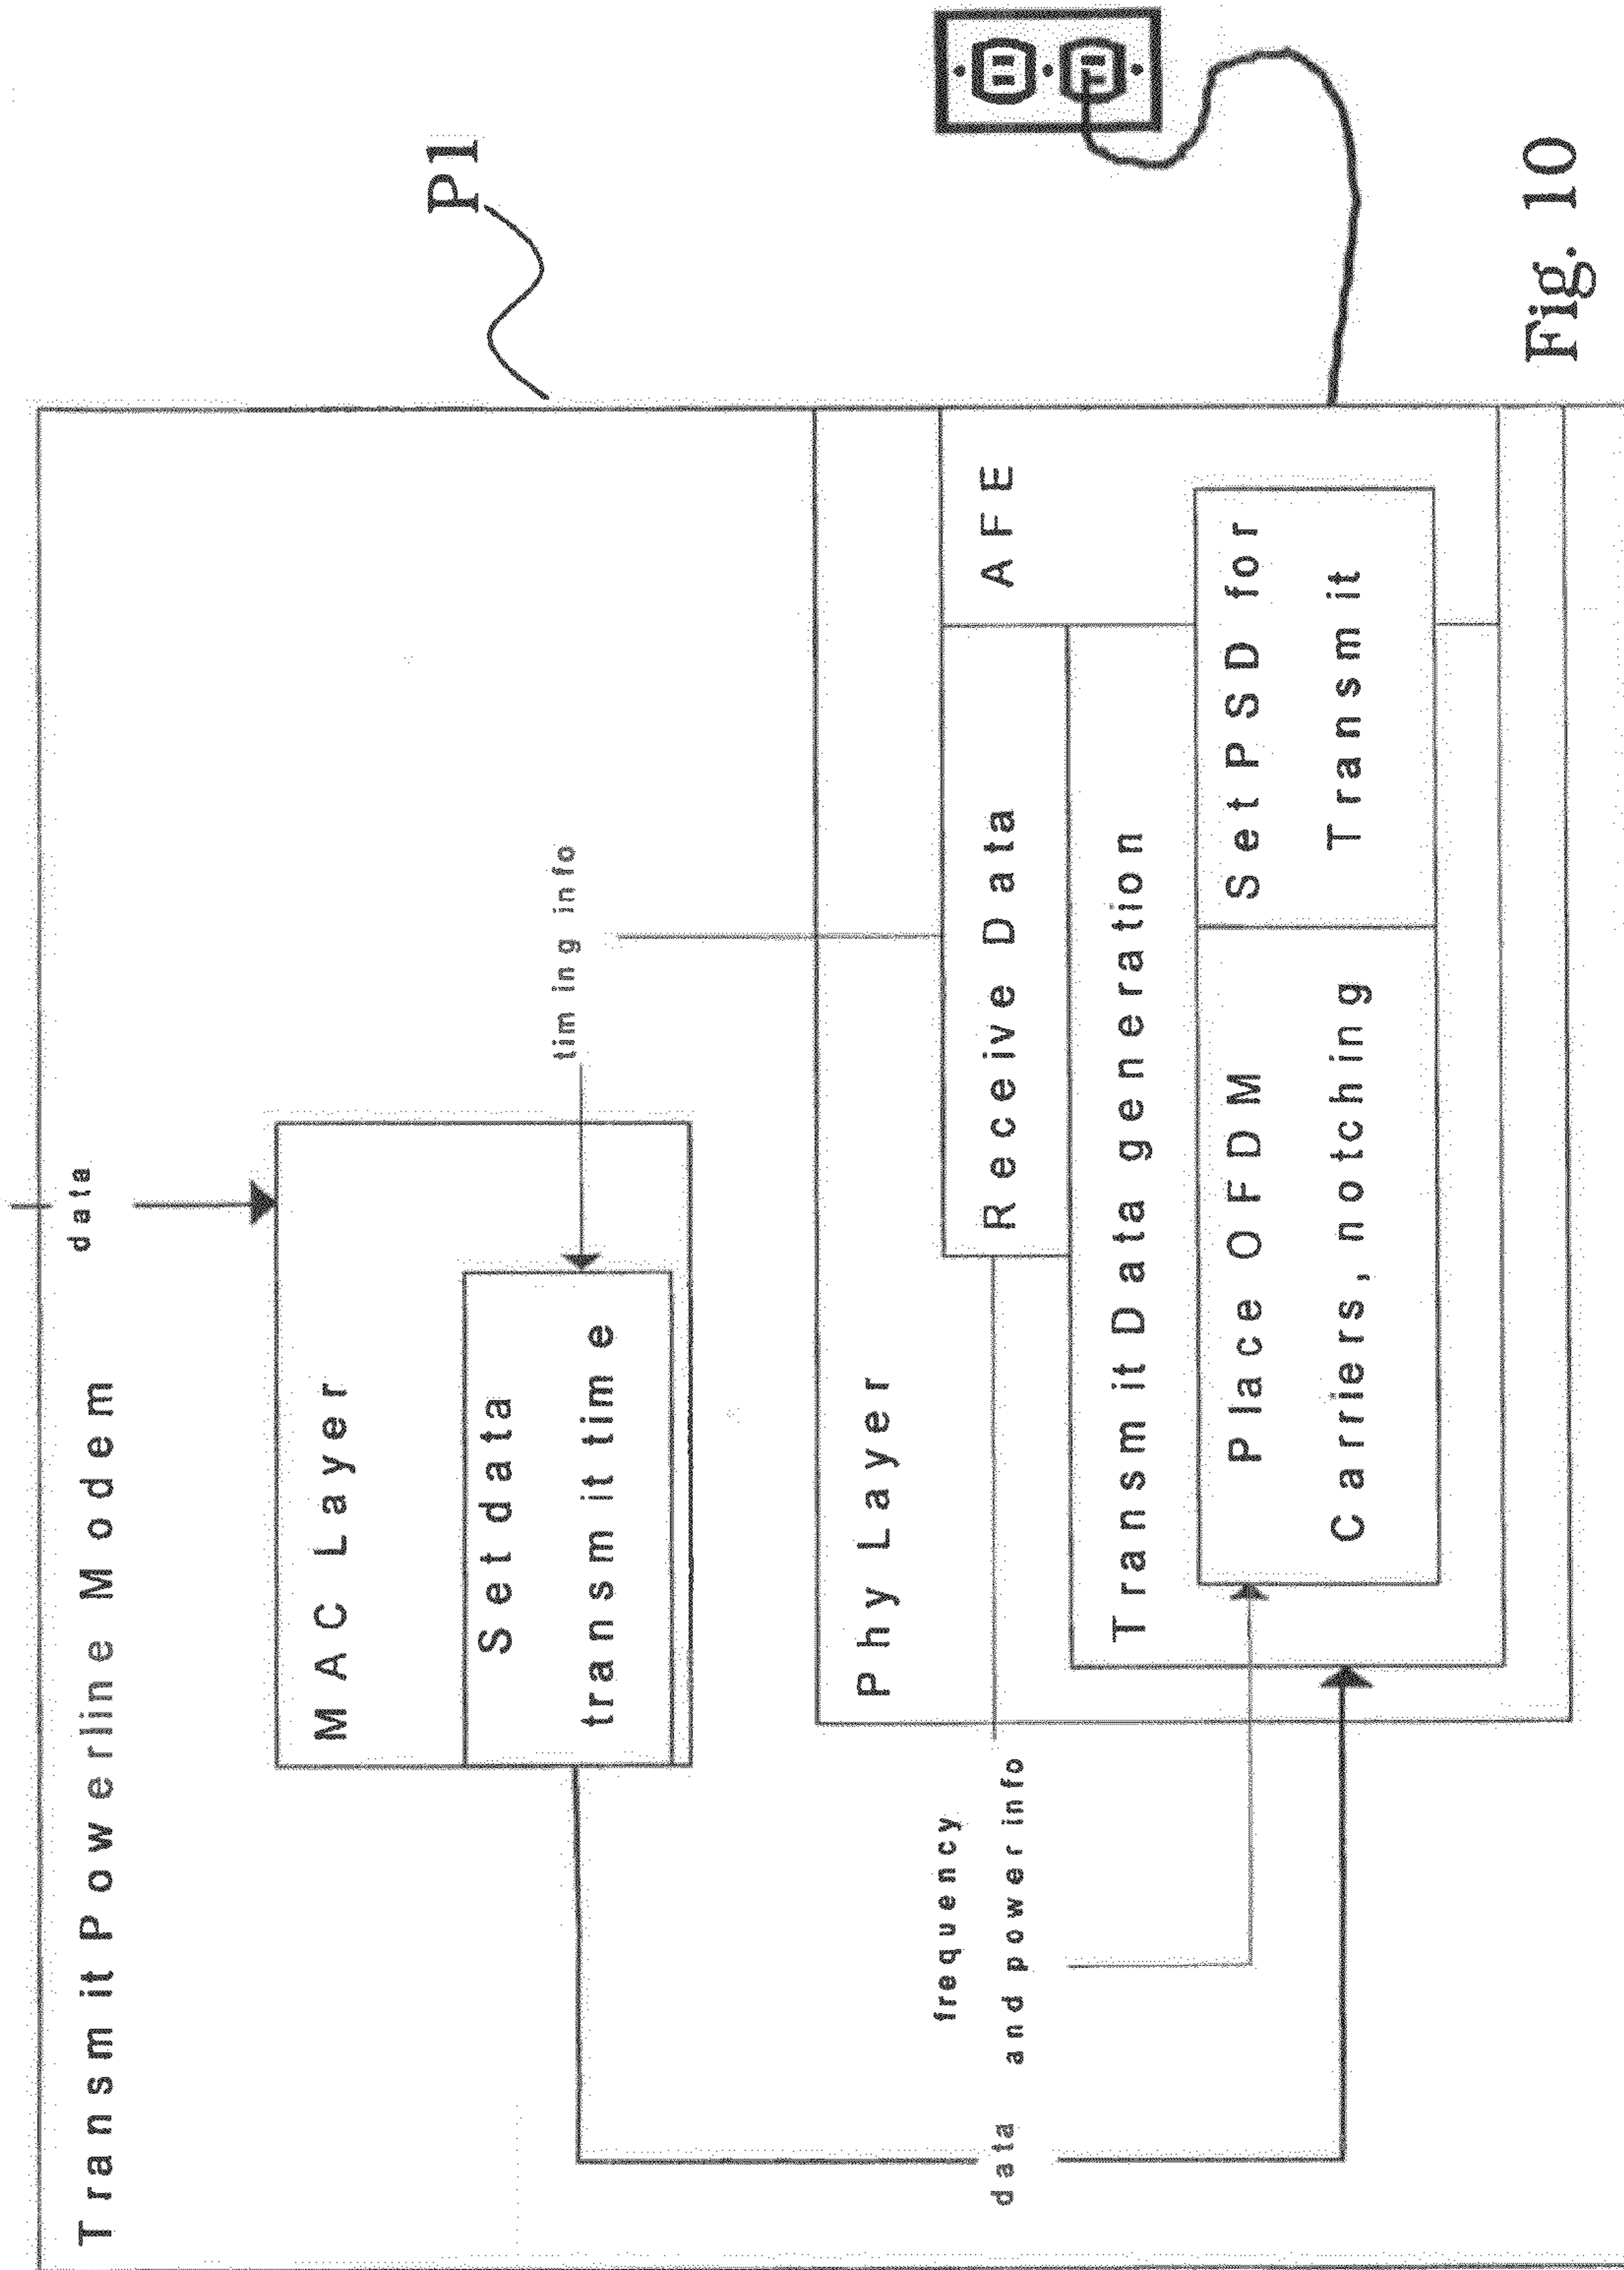 Transmit Powerline Modem
data
P1
MAC Layer
Set data
transmit time
timing info
Phy Layer
frequency
and power info
data
Receive Data
AFE
Transmit Data generation
Place OFDM
Carriers, notching
Set PSD for
Transmit
Fig. 10